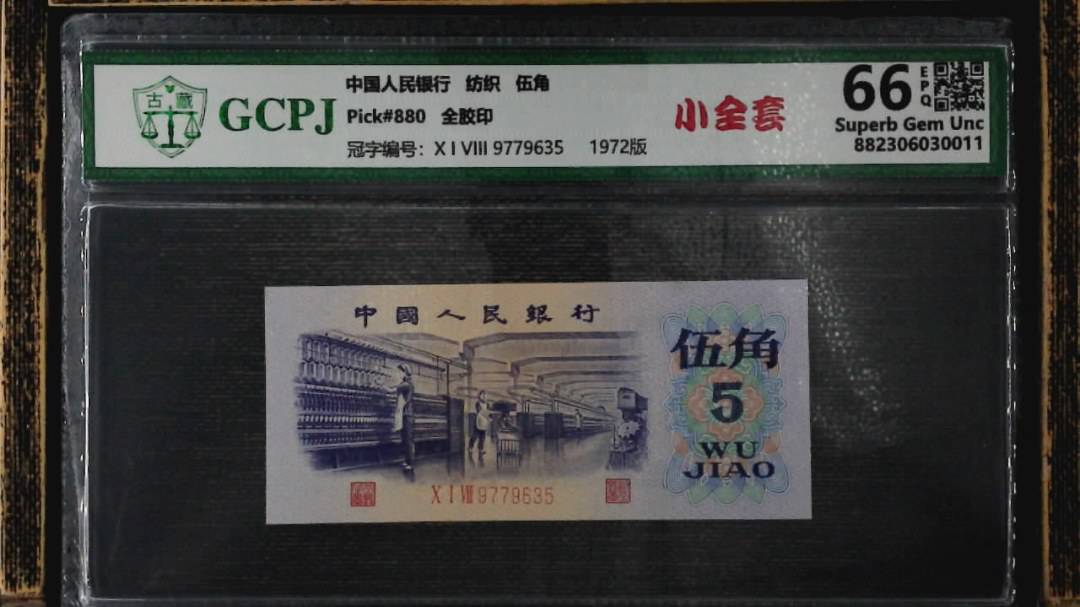 古 藏
GCPJ
中国人民银行 纺织 伍角
Pick#880 全胶印
冠字编号: X I VIII 9779635 1972版
小全套
66 EPQ
Superb Gem Unc
882306030011
中國人民銀行
伍角
5
WU
JIAO
X I VIII 9779635